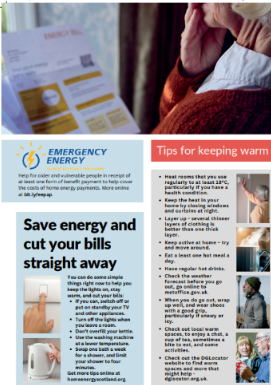 ENERGY BILL
EMERGENCY
ENERGY
Help for older and vulnerable people in receipt of
at least one form of benefit payment to help cover
the costs of home energy payments. More online
at bit.ly/eepap
Tips for keeping warm
• Heat rooms that you use
regularly to at least 18°C,
particularly if you have a
health condition.
• Keep the heat in your
home by closing windows
and curtains at night.
• Layer up - several thinner
layers of clothing is
better than one thick
layer.
• Keep active at home - try
and move around.
• Eat at least one hot meal a
day.
• Have regular hot drinks.
• Check the weather
forecast before you go
out, go online to
metoffice.gov.uk
• When you do go out, wrap
up well, and wear shoes
with a good grip,
particularly if snowy or
icy.
• Check out local warm
spaces, to enjoy a chat, a
cup of tea, sometimes a
bite to eat, and some
activities.
• Check out the DGLocator
website to find warm
spaces and more that
might help -
dglocator.org.uk
Save energy and
cut your bills
straight away
You can do some simple
things right now to help you
keep the lights on, stay
warm, and cut your bills:
• If you can, switch off or
put on standby your TV
and other appliances.
• Turn off the lights when
you leave a room.
• Don't overfill your kettle.
• Use the washing machine
at a lower temperature.
• Swap one bath a week
for a shower, and limit
your shower to four
minutes.
Get more tips online at
homeenergyscotland.org